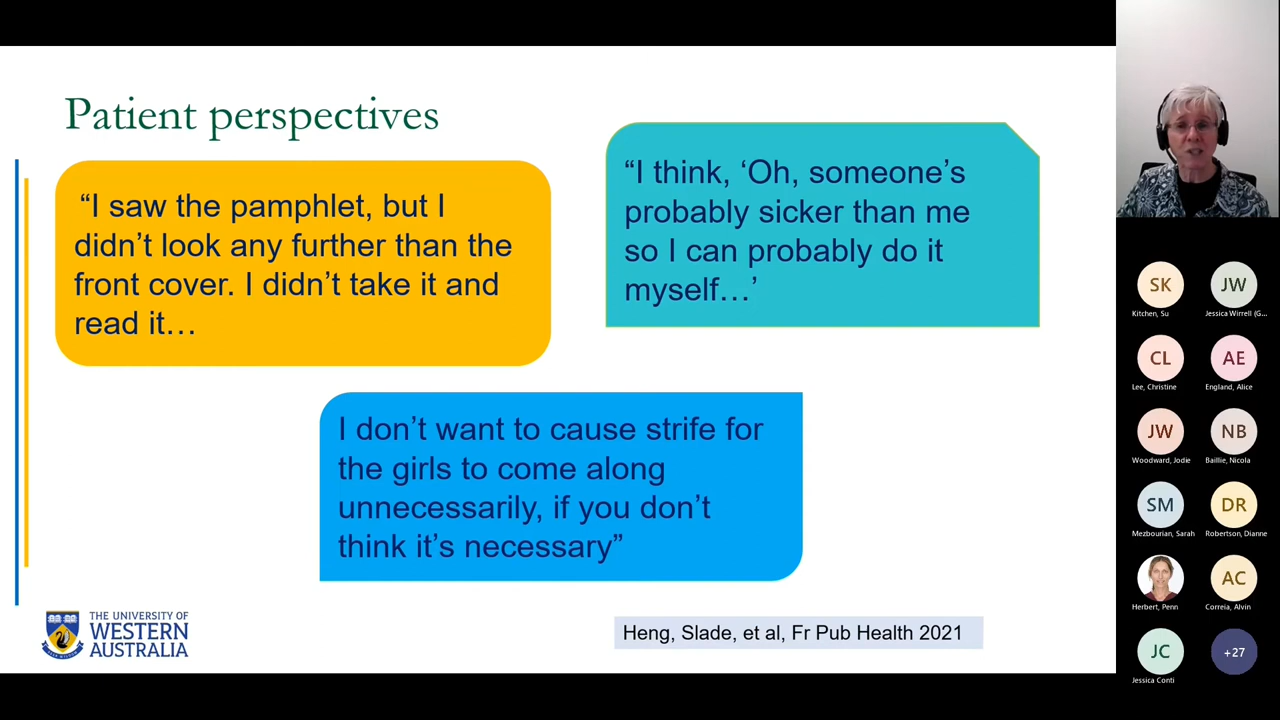 Patient perspectives
“I saw the pamphlet, but I
didn’t look any further than the
front cover. I didn’t take it and
read it…
“I think, ‘Oh, someone’s
probably sicker than me
so I can probably do it
myself…’
I don’t want to cause strife for
the girls to come along
unnecessarily, if you don’t
think it’s necessary”
THE UNIVERSITY OF
WESTERN
AUSTRALIA
Heng, Slade, et al, Fr Pub Health 2021
SK
JW
Kitchen, Su
Jessica Wirrell (G...
CL
AE
Lee, Christine
England, Alice
JW
NB
Woodward, Jodie
Baillie, Nicola
SM
DR
Mezbourian, Sarah
Robertson, Dianne
AC
Herbert, Penn
Correia, Alvin
JC
+27
Jessica Conti